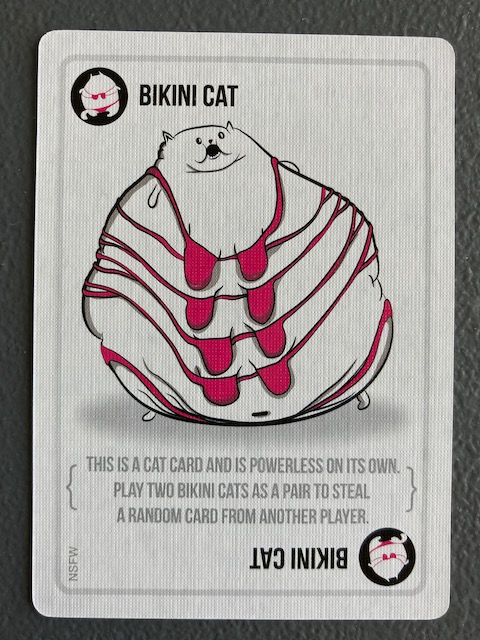 BIKINI CAT
THIS IS A CAT CARD AND IS POWERLESS ON ITS OWN.
PLAY TWO BIKINI CATS AS A PAIR TO STEAL
A RANDOM CARD FROM ANOTHER PLAYER.
NSFW
BIKINI CAT